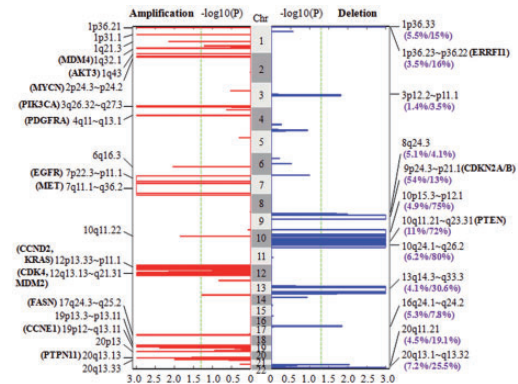 Amplification -log10(P) Chr -log10(P) Deletion
1p36.21
1p31.1
1q21.3
(MDM4)1q32.1
(AKT3) 1q43
(MYCN)2p24.3~p24.2
(PIK3CA) 3q26.32~q27.3
(PDGFRA) 4q11~q13.1
6q16.3
(EGFR) 7p22.3~p11.1
(MET) 7q11.1~q36.2
10q11.22
(CCND2,
KRAS) 12p13.33~p11.1
(CDK4, 12q13.13~q21.31
MDM2)
(FASN) 17q24.3~q25.2
19p13.3~p13.11
(CCNE1) 19p12~q13.11
20p13
(PTPN11) 20q13.13
20q13.33
1
2
3
4
5
6
7
8
9
10
11
12
13
14
15
16
17
18
19
20
21
22
1p36.33
(5.5%/15%)
1p36.23~p36.22 (ERRFI1)
(3.5%/16%)
3p12.2~p11.1
(1.4%/3.5%)
8q24.3
(5.1%/4.1%)
9p24.3~p21.1(CDKN2A/B)
(54%/13%)
10p15.3~p12.1
(4.9%/75%)
10q11.21~q23.31 (PTEN)
(11%/72%)
10q24.1~q26.2
(6.2%/80%)
13q14.3~q33.3
(4.1%/30.6%)
16q24.1~q24.2
(5.3%/7.8%)
20q11.21
(4.5%/19.1%)
20q13.1~q13.32
(7.2%/25.5%)
3.0 2.5 2.0 1.5 1.0 0.5 0 0 0.5 1.0 1.5 2.0 2.5 3.0